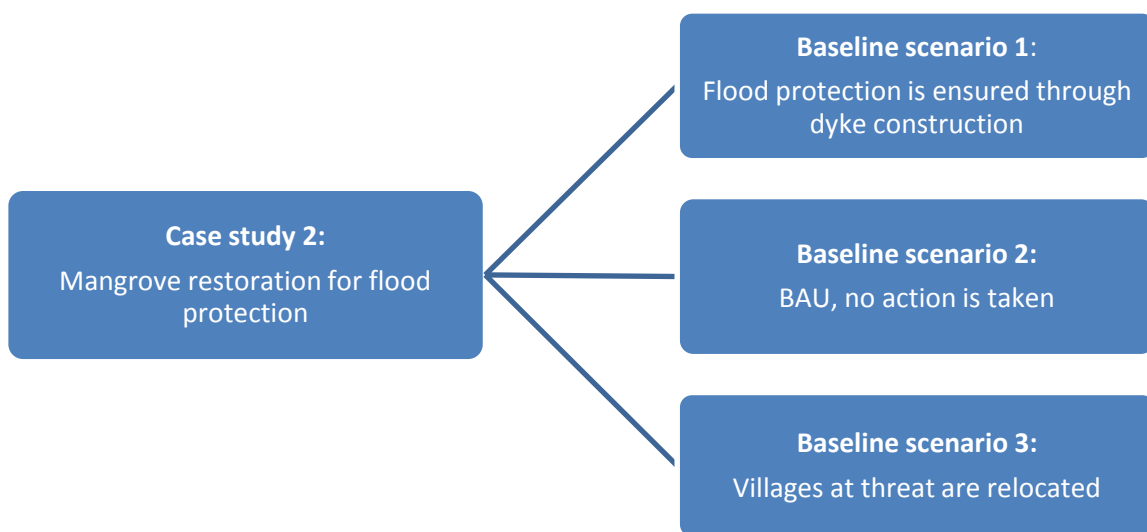 Case study 2:
Mangrove restoration for flood
protection
Baseline scenario 1:
Flood protection is ensured through
dyke construction
Baseline scenario 2:
BAU, no action is taken
Baseline scenario 3:
Villages at threat are relocated